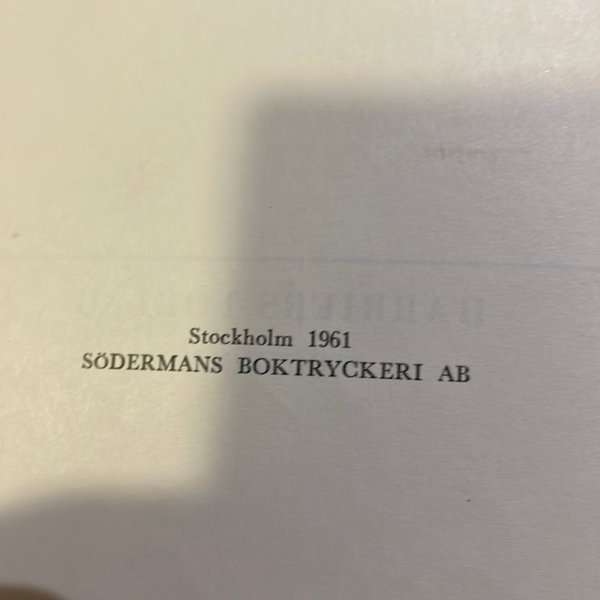 Stockholm 1961
SÖDERMANS BOKTRYCKERI AB